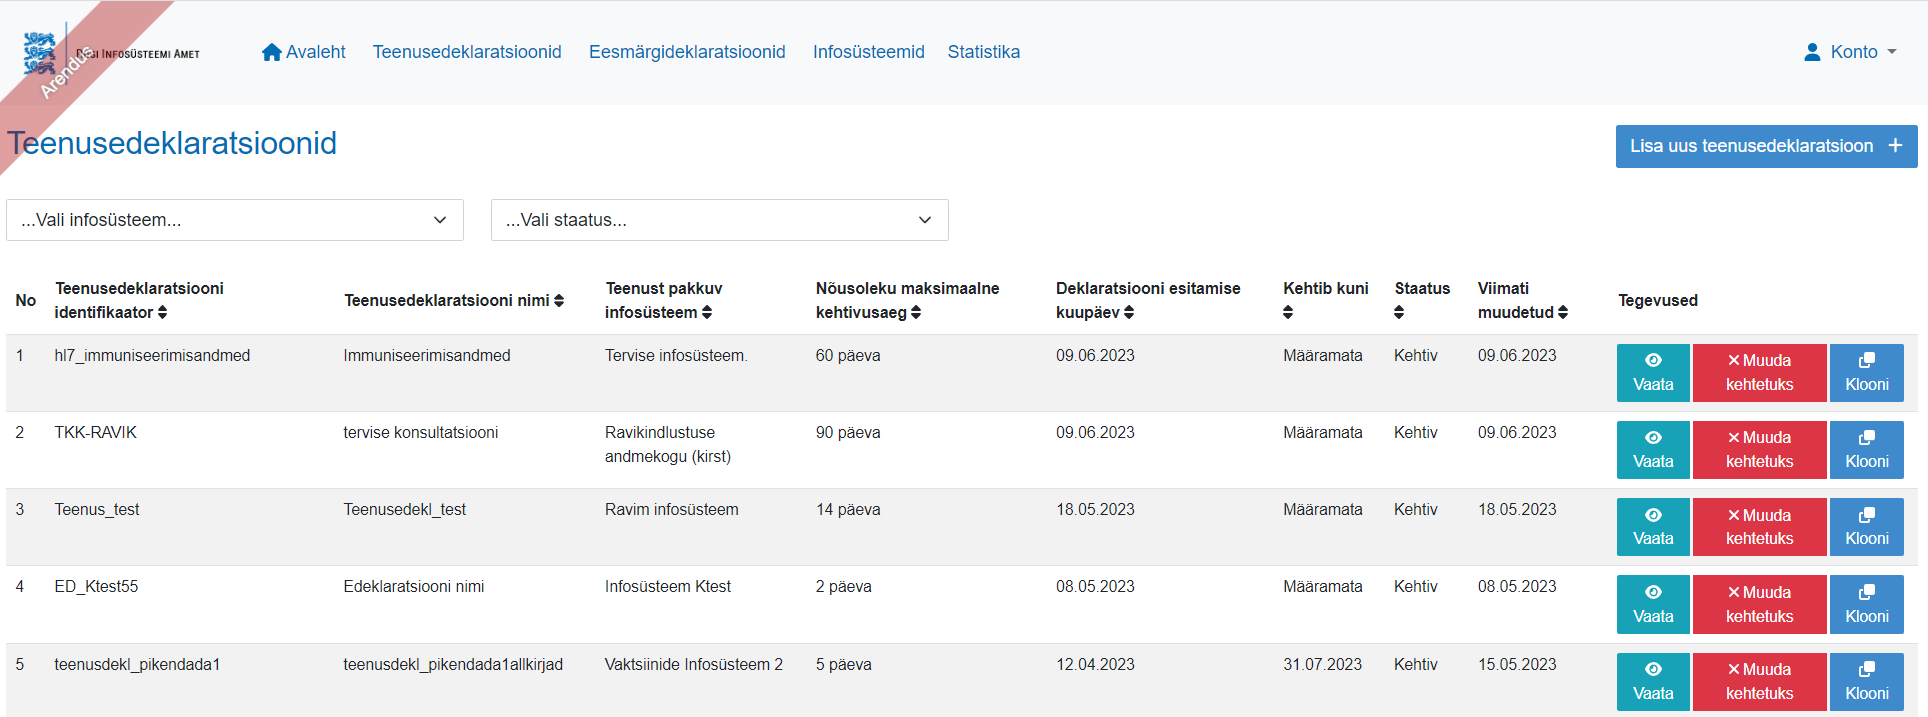 INFOSÜSTEEMI AMET
Arendus
Avaleht Teenusedeklaratsioonid Eesmärgideklaratsioonid Infosüsteemid Statistika Konto
Teenusedeklaratsioonid
Lisa uus teenusedeklaratsioon +
...Vali infosüsteem... ...Vali staatus...
No Teenusedeklaratsiooni identifikaator Teenusedeklaratsiooni nimi Teenust pakkuv infosüsteem Nõusoleku maksimaalne kehtivusaeg Deklaratsiooni esitamise kuupäev Kehtib kuni Staatus Viimati muudetud Tegevused
1 hl7_immuniseerimisandmed Immuniseerimisandmed Tervise infosüsteem. 60 päeva 09.06.2023 Määramata Kehtiv 09.06.2023 Vaata Muuda kehtetuks Klooni
2 TKK-RAVIK tervise konsultatsiooni Ravikindlustuse andmekogu (kirst) 90 päeva 09.06.2023 Määramata Kehtiv 09.06.2023 Vaata Muuda kehtetuks Klooni
3 Teenus_test Teenusedekl_test Ravim infosüsteem 14 päeva 18.05.2023 Määramata Kehtiv 18.05.2023 Vaata Muuda kehtetuks Klooni
4 ED_Ktest55 Edeklaratsiooni nimi Infosüsteem Ktest 2 päeva 08.05.2023 Määramata Kehtiv 08.05.2023 Vaata Muuda kehtetuks Klooni
5 teenusdekl_pikendada1 teenusdekl_pikendada1allkirjad Vaktsiinide Infosüsteem 2 5 päeva 12.04.2023 31.07.2023 Kehtiv 15.05.2023 Vaata Muuda kehtetuks Klooni